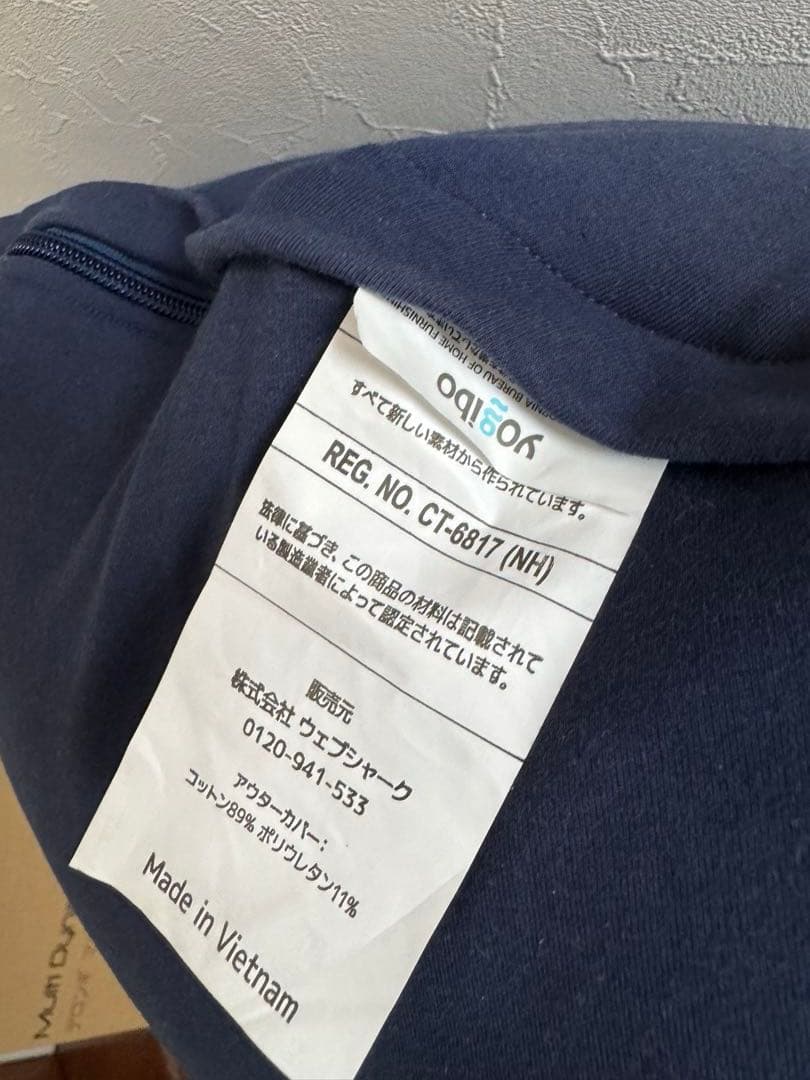 BUREAU OF HOME FURNISHIN
yogibo
すべて新しい素材から作られています。
REG. NO. CT-6817 (NH)
法律に基づき、この商品の材料は記載されて
いる製造業者によって認定されています。
販売元
株式会社 ウェブシャーク
0120-941-533
アウターカバー:
コットン89% ポリウレタン11%
Made in Vietnam
Multi